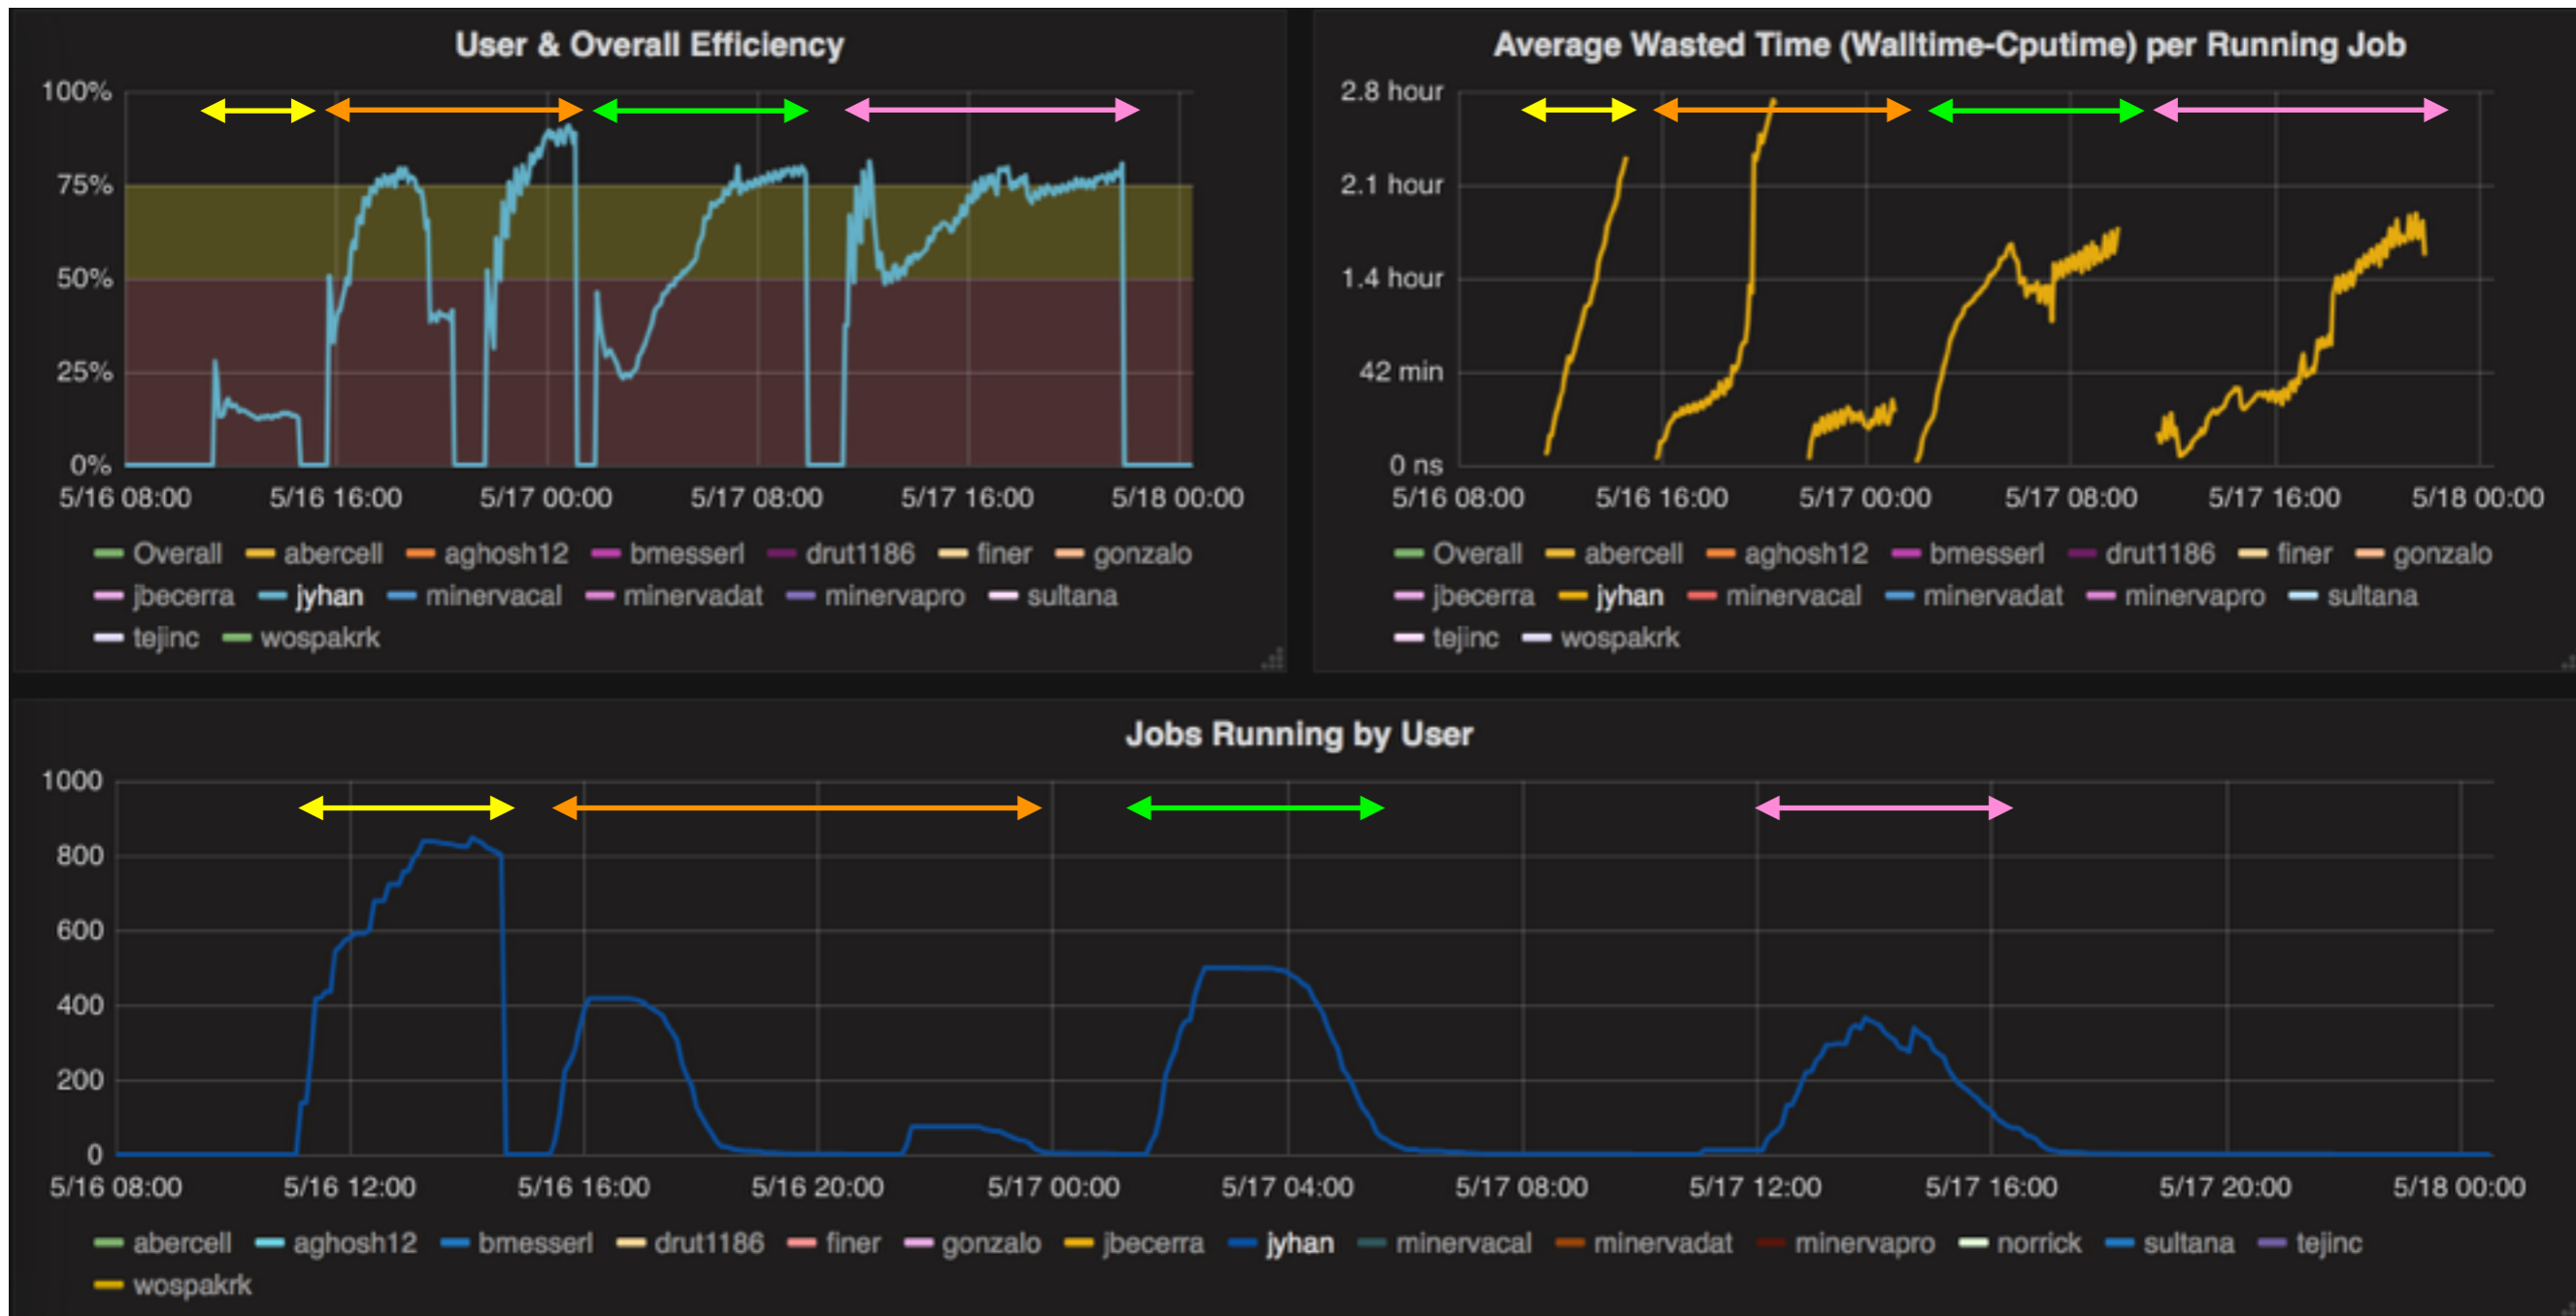 User & Overall Efficiency
100%
75%
50%
25%
0%
5/16 08:00 5/16 16:00 5/17 00:00 5/17 08:00 5/17 16:00 5/18 00:00
Overall abercell aghosh12 bmesserl drut1186 finer gonzalo
jbecerra jyhan minervacal minervadat minervapro sultana
tejinc wospakrk
Average Wasted Time (Walltime-Cputime) per Running Job
2.8 hour
2.1 hour
1.4 hour
42 min
0 ns
5/16 08:00 5/16 16:00 5/17 00:00 5/17 08:00 5/17 16:00 5/18 00:00
Overall abercell aghosh12 bmesserl drut1186 finer gonzalo
jbecerra jyhan minervacal minervadat minervapro sultana
tejinc wospakrk
Jobs Running by User
1000
800
600
400
200
0
5/16 08:00 5/16 12:00 5/16 16:00 5/16 20:00 5/17 00:00 5/17 04:00 5/17 08:00 5/17 12:00 5/17 16:00 5/17 20:00 5/18 00:00
abercell aghosh12 bmesserl drut1186 finer gonzalo jbecerra jyhan minervacal minervadat minervapro norrick sultana tejinc
wospakrk